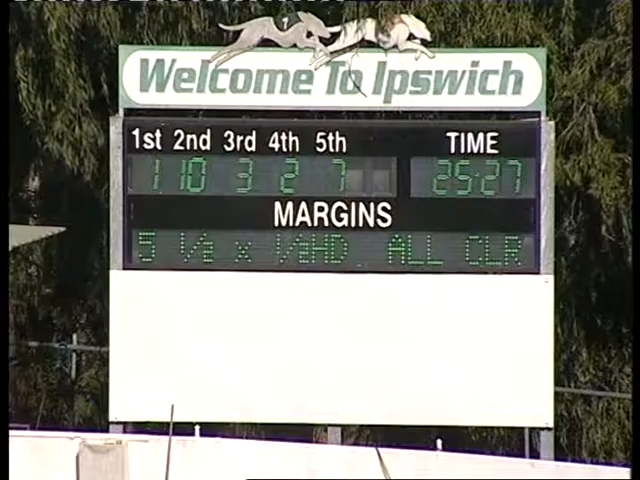 Welcome To Ipswich
1st 2nd 3rd 4th 5th TIME
1 10 3 2 7 25:27
MARGINS
5 1/2 x 1/2HD ALL CLR